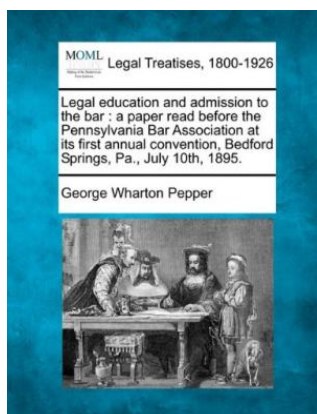 MOML
Legal Treatises, 1800-1926
Legal education and admission to
the bar : a paper read before the
Pennsylvania Bar Association at
its first annual convention, Bedford
Springs, Pa., July 10th, 1895.
George Wharton Pepper